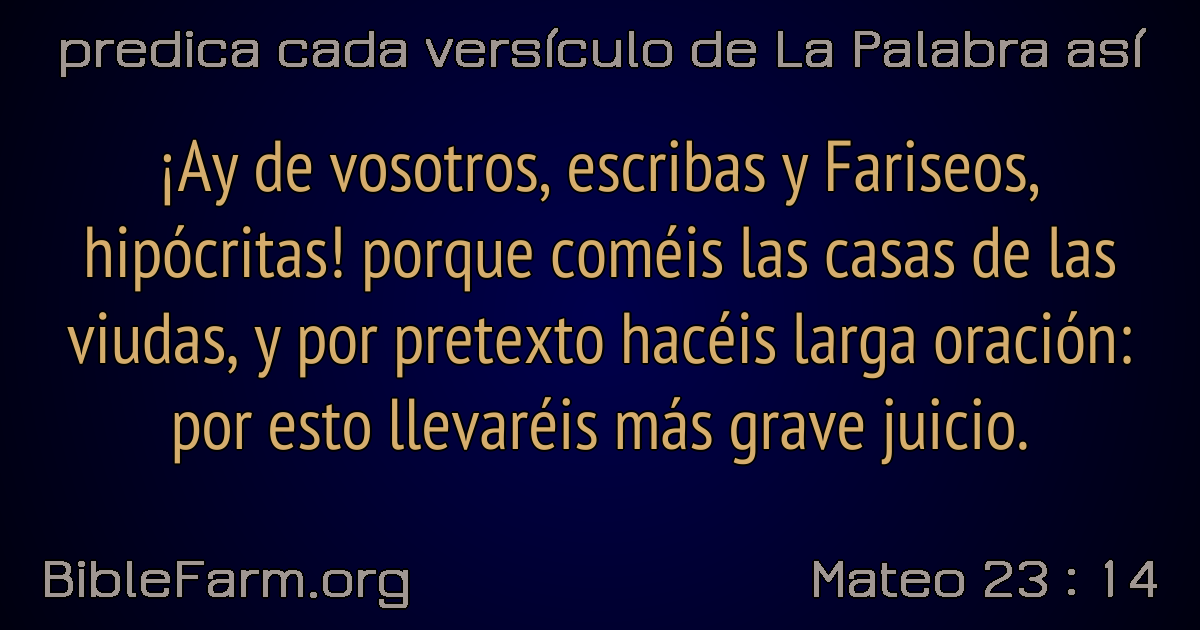 predica cada versículo de La Palabra así
¡Ay de vosotros, escribas y Fariseos,
hipócritas! porque coméis las casas de las
viudas, y por pretexto hacéis larga oración:
por esto llevaréis más grave juicio.
BibleFarm.org
Mateo 23 : 14